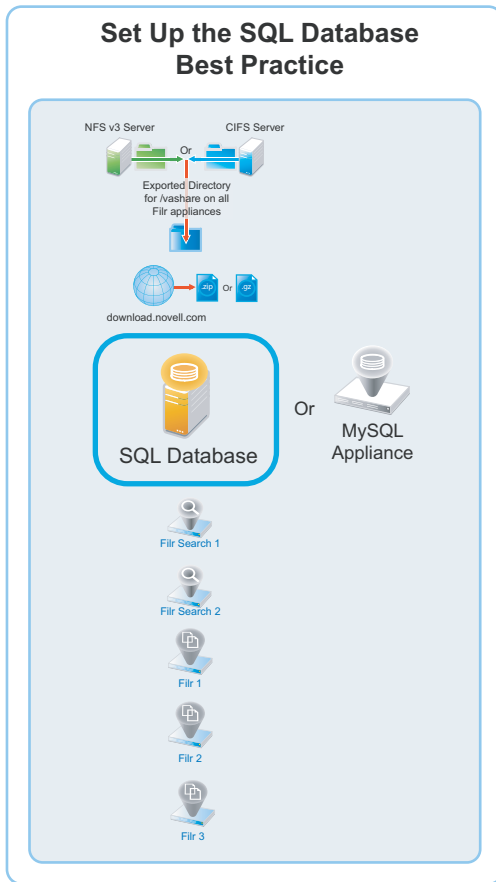 Set Up the SQL Database
Best Practice
NFS v3 Server
Or
CIFS Server
Exported Directory
for /vashare on all
Filr appliances
.zip
Or
.gz
download.novell.com
SQL Database
Or
MySQL
Appliance
Filr Search 1
Filr Search 2
Filr 1
Filr 2
Filr 3